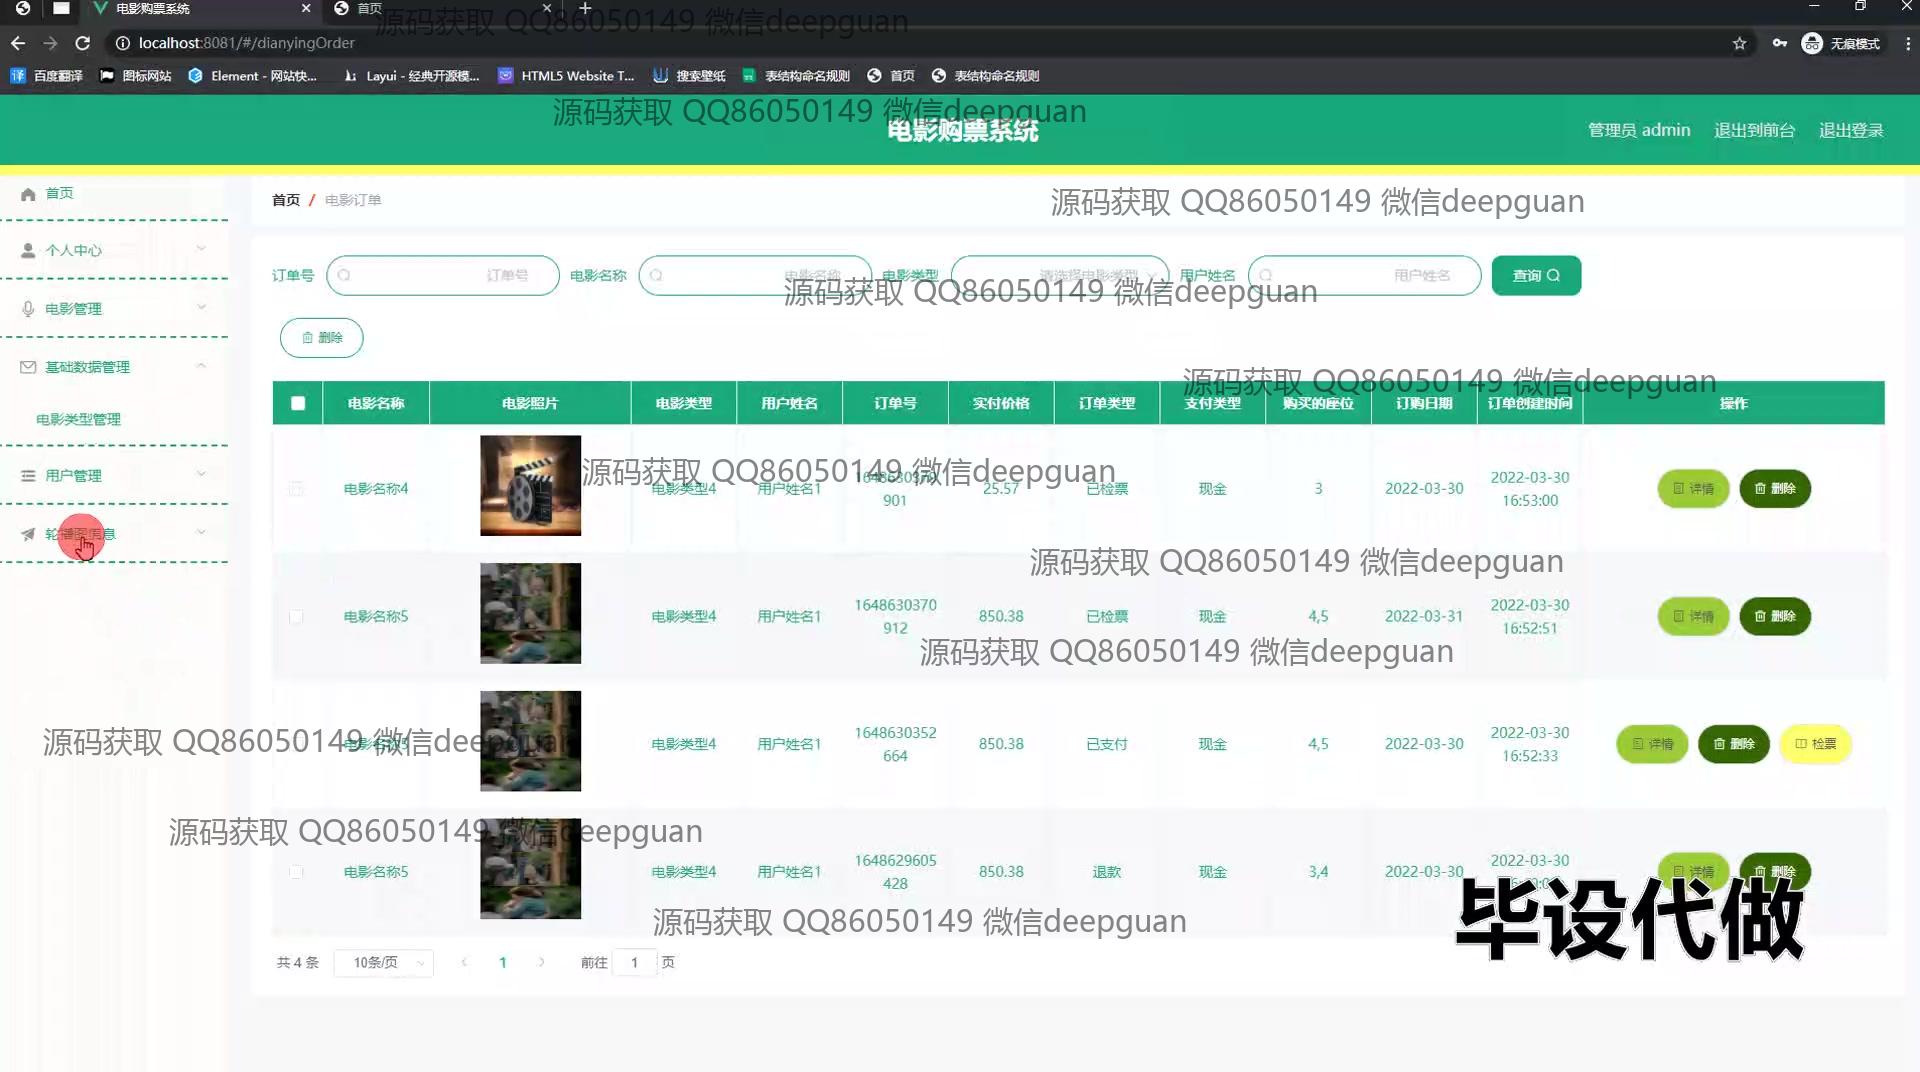 电影购票系统
首页
localhost:8081/#/dianyingOrder
无痕模式
百度翻译
图标网站
Element - 网站快...
Layui - 经典开源模...
HTML5 Website T...
搜索壁纸
表结构命名规则
首页
表结构命名规则
源码获取 QQ86050149 微信deepguan
源码获取 QQ86050149 微信deepguan
电影购票系统
管理员 admin
退出到前台
退出登录
首页
个人中心
电影管理
基础数据管理
电影类型管理
用户管理
首页 / 电影订单
源码获取 QQ86050149 微信deepguan
订单号 订单号
电影名称 电影名称
电影类型 请选择电影类型
用户姓名 用户姓名
查询
源码获取 QQ86050149 微信deepguan
删除
源码获取 QQ86050149 微信deepguan
电影名称 电影照片 电影类型 用户姓名 订单号 实付价格 订单类型 支付类型 购买的座位 订购日期 订单创建时间 操作
源码获取 QQ86050149 微信deepguan
电影名称4 电影类型4 用户姓名1 901 25.57 已检票 现金 3 2022-03-30 2022-03-30 16:53:00 详情 删除
源码获取 QQ86050149 微信deepguan
电影名称5 电影类型4 用户姓名1 1648630370912 850.38 已检票 现金 4,5 2022-03-31 2022-03-30 16:52:51 详情 删除
源码获取 QQ86050149 微信deepguan
源码获取 QQ86050149 微信deepguan
电影类型4 用户姓名1 1648630352664 850.38 已支付 现金 4,5 2022-03-30 2022-03-30 16:52:33 详情 删除 检票
源码获取 QQ86050149 微信deepguan
电影名称5 电影类型4 用户姓名1 1648629605428 850.38 退款 现金 3,4 2022-03-30 2022-03-30 详情 删除
源码获取 QQ86050149 微信deepguan
毕设代做
共 4 条 10条/页 1 前往 1 页